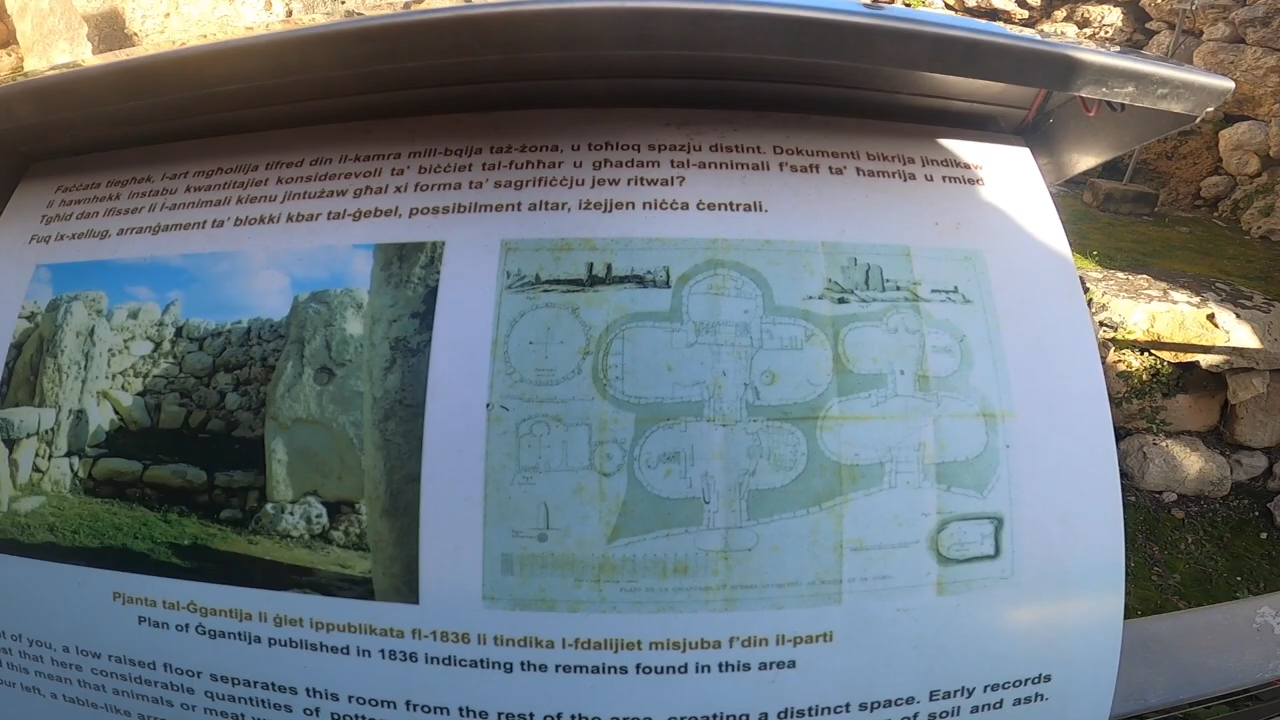 Faċċata tiegħek, l-art mgħollija tifred din il-kamra mill-bqija taż-żona, u toħloq spazju distint. Dokumenti bikrija jindikaw
li hawnhekk instabu kwantitajiet konsiderevoli ta' biċċiet tal-fuħħar u għadam tal-annimali f'saff ta' ħamrija u rmied
Tgħid dan ifisser li l-annimali kienu jintużaw għal xi forma ta' sagrifiċċju jew ritwal?
Fuq ix-xellug, arranġament ta' blokki kbar tal-ġebel, possibilment altar, iżejjen niċċa ċentrali.
Pjanta tal-Ġgantija li ġiet ippublikata fl-1836 li tindika l-fdalijiet misjuba f'din il-parti
Plan of Ġgantija published in 1836 indicating the remains found in this area
of you, a low raised floor separates this room from the rest of the area, creating a distinct space. Early records
that here considerable quantities of of soil and ash.
this mean that animals or meat
left, a table-like